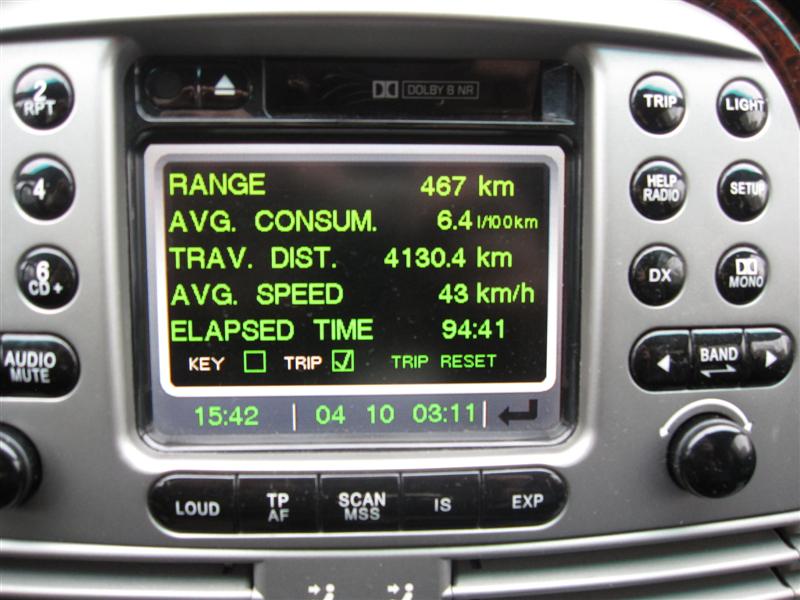 DOLBY B NR
2
RPT
4
6
CD+
AUDIO
MUTE
RANGE 467 km
AVG. CONSUM. 6.4 l/100km
TRAV. DIST. 4130.4 km
AVG. SPEED 43 km/h
ELAPSED TIME 94:41
KEY TRIP TRIP RESET
15:42 | 04 10 03:11 |
TRIP
LIGHT
HELP
RADIO
SETUP
DX
MONO
BAND
LOUD
TP
AF
SCAN
MSS
IS
EXP